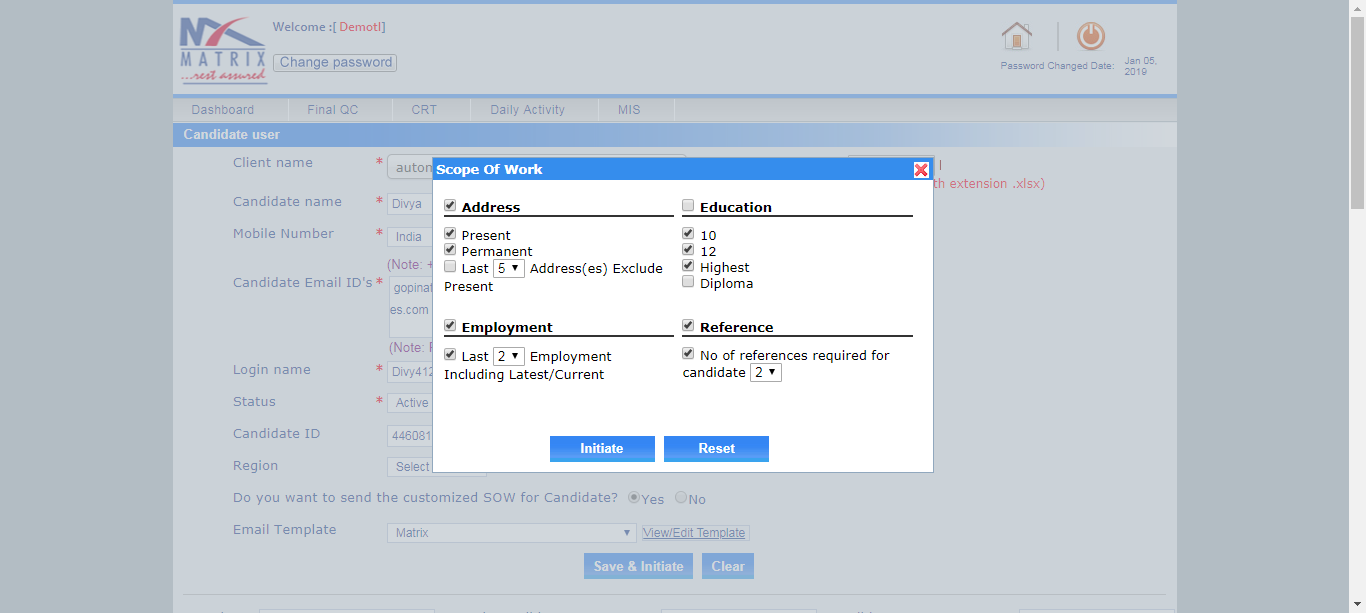 Welcome :[ Demotl]
MATRIX
...rest assured
Change password
Password Changed Date: Jan 05, 2019
Dashboard Final QC CRT Daily Activity MIS
Candidate user
Client name * autom
|
th extension .xlsx)
Candidate name * Divya
Mobile Number * India
(Note: +
Candidate Email ID's * gopinat
es.com
(Note:
Login name * Divy412
Status * Active
Candidate ID 446081
Region Select
Do you want to send the customized SOW for Candidate? Yes No
Email Template Matrix View/Edit Template
Save & Initiate Clear
Scope Of Work
Address
Present
Permanent
Last 5 Address(es) Exclude
Present
Education
10
12
Highest
Diploma
Employment
Last 2 Employment
Including Latest/Current
Reference
No of references required for
candidate 2
Initiate Reset